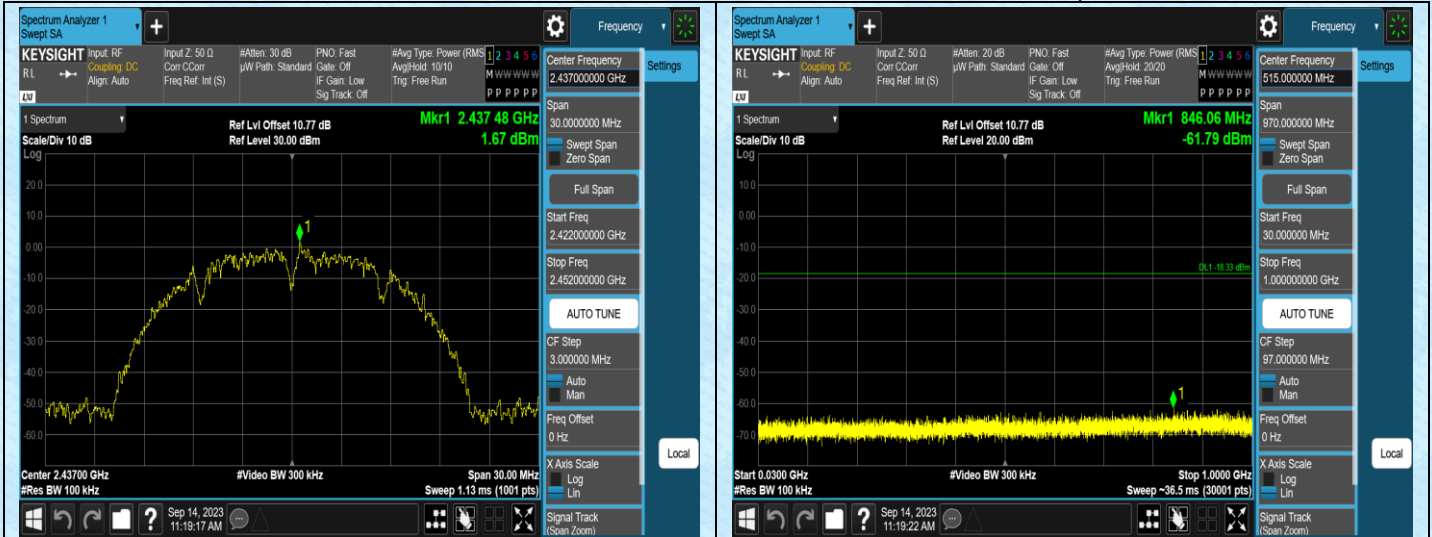 Spectrum Analyzer 1
Swept SA
+
Frequency
KEYSIGHT
RL
LXI
Input: RF
Coupling: DC
Align: Auto
Input Z: 50 Ω
Corr CCorr
Freq Ref: Int (S)
#Atten: 30 dB
µW Path: Standard
PNO: Fast
Gate: Off
IF Gain: Low
Sig Track: Off
#Avg Type: Power (RMS
Avg|Hold: 10/10
Trig: Free Run
1 2 3 4 5 6
M W W W W W
P P P P P P
Center Frequency
2.437000000 GHz
Settings
Span
30.0000000 MHz
Swept Span
Zero Span
Full Span
Start Freq
2.422000000 GHz
Stop Freq
2.452000000 GHz
AUTO TUNE
CF Step
3.000000 MHz
Auto
Man
Freq Offset
0 Hz
X Axis Scale
Log
Lin
Signal Track
(Span Zoom)
Local
1 Spectrum
Scale/Div 10 dB
Ref Lvl Offset 10.77 dB
Ref Level 30.00 dBm
Mkr1 2.437 48 GHz
1.67 dBm
Log
1
20.0
10.0
0.00
-10.0
-20.0
-30.0
-40.0
-50.0
-60.0
Center 2.43700 GHz
#Res BW 100 kHz
#Video BW 300 kHz
Span 30.00 MHz
Sweep 1.13 ms (1001 pts)
?
Sep 14, 2023
11:19:17 AM
Spectrum Analyzer 1
Swept SA
+
Frequency
KEYSIGHT
RL
LXI
Input: RF
Coupling: DC
Align: Auto
Input Z: 50 Ω
Corr CCorr
Freq Ref: Int (S)
#Atten: 20 dB
µW Path: Standard
PNO: Fast
Gate: Off
IF Gain: Low
Sig Track: Off
#Avg Type: Power (RMS
Avg|Hold: 20/20
Trig: Free Run
1 2 3 4 5 6
M W W W W W
P P P P P P
Center Frequency
515.000000 MHz
Settings
Span
970.000000 MHz
Swept Span
Zero Span
Full Span
Start Freq
30.000000 MHz
Stop Freq
1.000000000 GHz
AUTO TUNE
CF Step
97.000000 MHz
Auto
Man
Freq Offset
0 Hz
X Axis Scale
Log
Lin
Signal Track
(Span Zoom)
Local
1 Spectrum
Scale/Div 10 dB
Ref Lvl Offset 10.77 dB
Ref Level 20.00 dBm
Mkr1 846.06 MHz
-61.79 dBm
Log
10.0
0.00
-10.0
-20.0
DL1 -18.33 dBm
-30.0
-40.0
-50.0
-60.0
1
-70.0
Start 0.0300 GHz
#Res BW 100 kHz
#Video BW 300 kHz
Stop 1.0000 GHz
Sweep ~36.5 ms (30001 pts)
?
Sep 14, 2023
11:19:22 AM